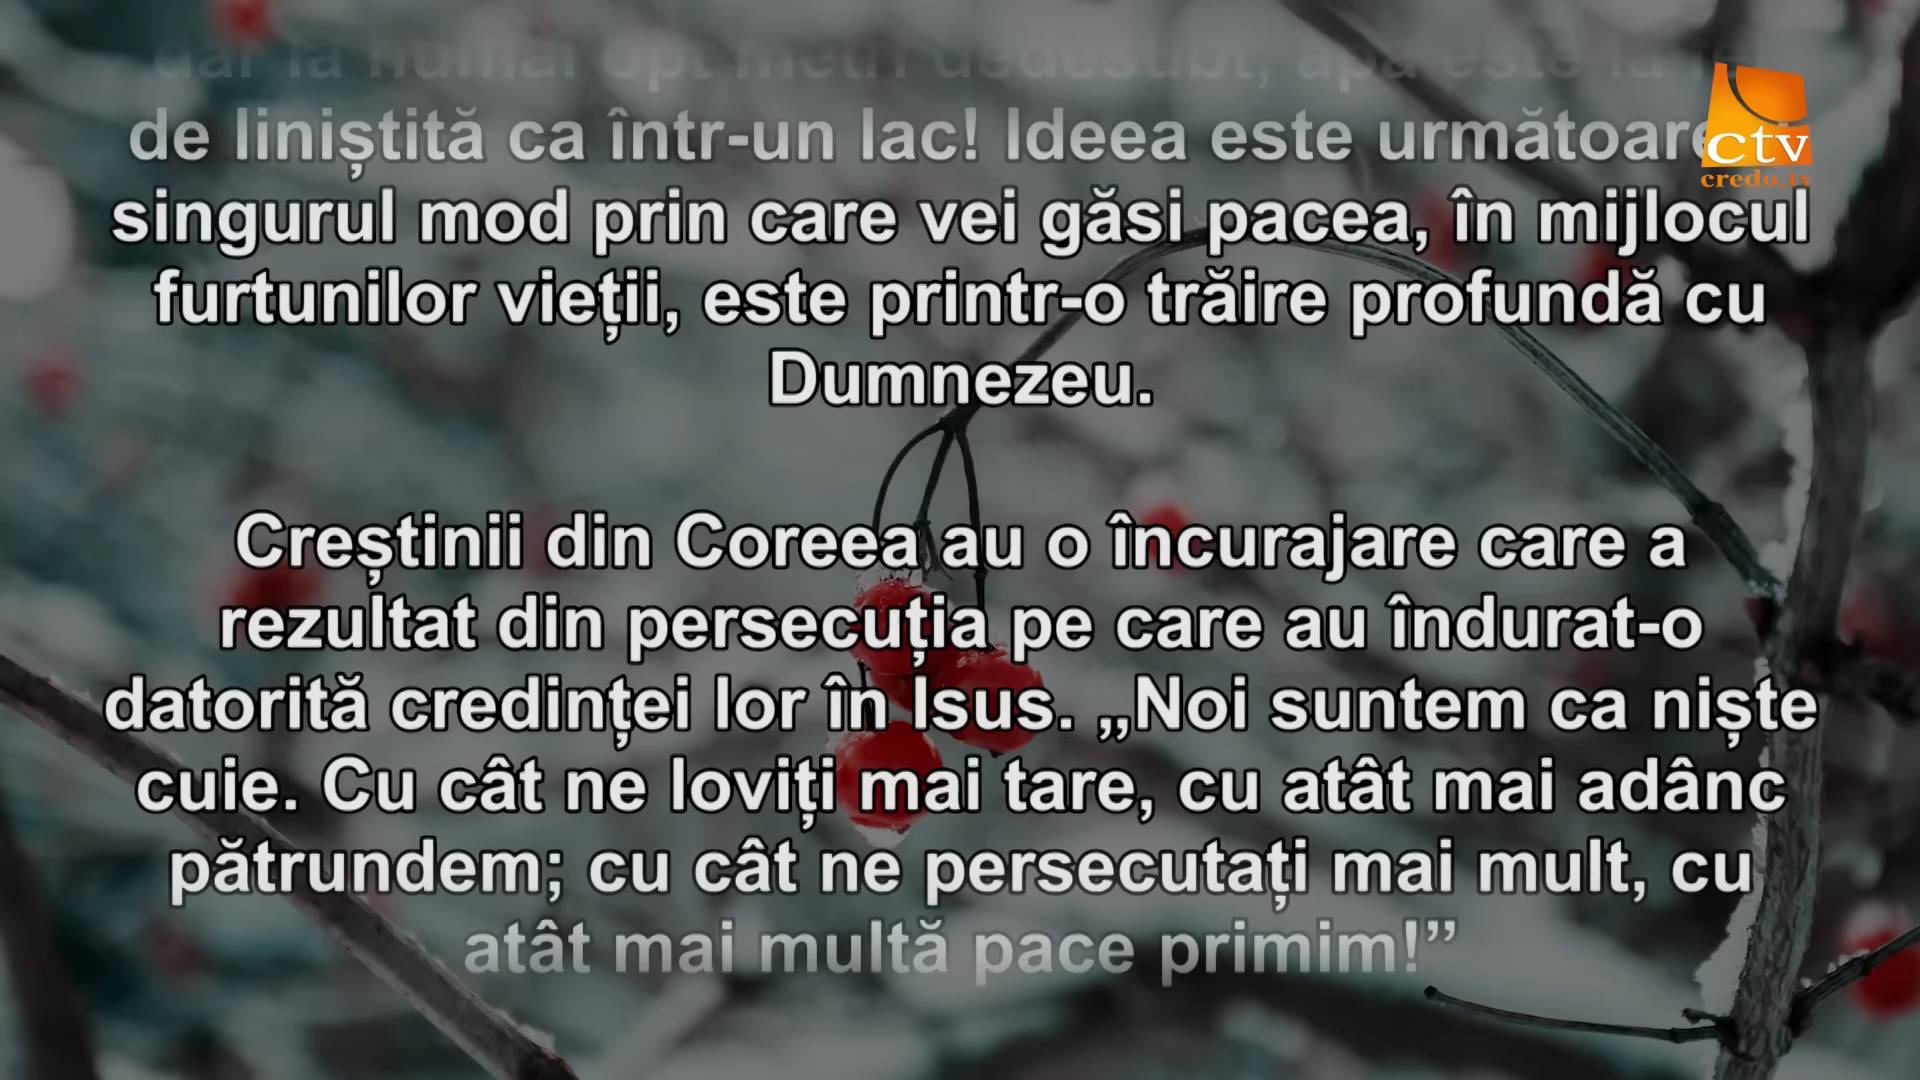 dar la numai opt metri dedesubt, apa este la fel
de liniștită ca într-un lac! Ideea este
singurul mod prin care vei găsi pacea, în mijlocul
furtunilor vieții, este printr-o trăire profundă cu
Dumnezeu.
Creștinii din Coreea au o încurajare care a
rezultat din persecuția pe care au îndurat-o
datorită credinței lor în Isus. ,,Noi suntem ca niște
cuie. Cu cât ne loviți mai tare, cu atât mai adânc
pătrundem; cu cât ne persecutați mai mult, cu
atât mai multă pace primim!”
ctv
credo.tv